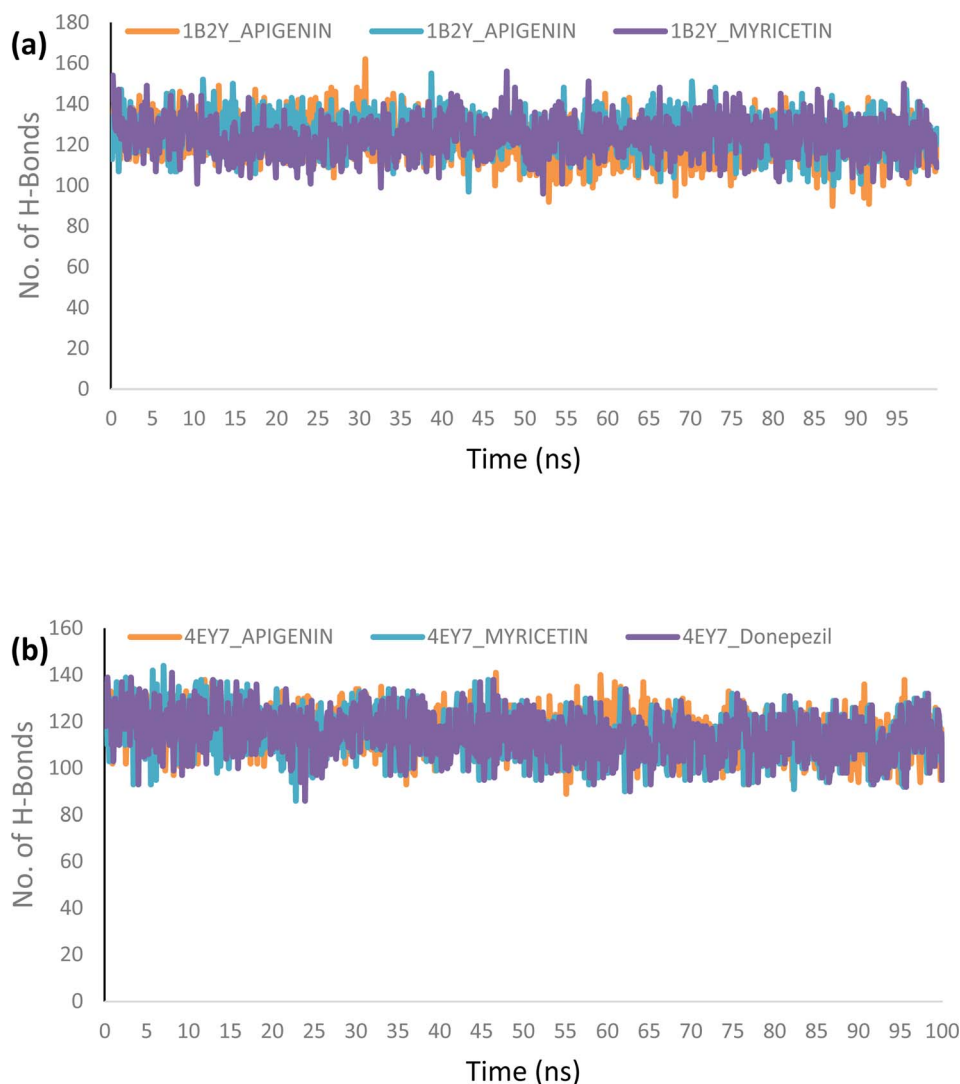 (a)
1B2Y_APIGENIN 1B2Y_APIGENIN 1B2Y_MYRICETIN
No. of H-Bonds
180
160
140
120
100
80
60
40
20
0
0 5 10 15 20 25 30 35 40 45 50 55 60 65 70 75 80 85 90 95
Time (ns)
(b)
4EY7_APIGENIN 4EY7_MYRICETIN 4EY7_Donepezil
No. of H-Bonds
160
140
120
100
80
60
40
20
0
0 5 10 15 20 25 30 35 40 45 50 55 60 65 70 75 80 85 90 95 100
Time (ns)